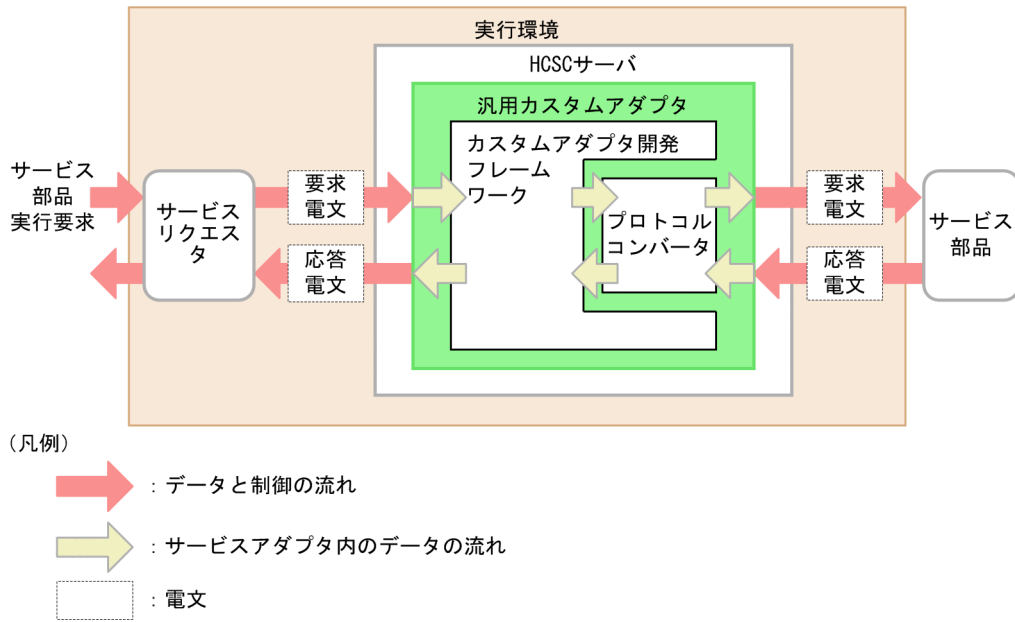 実行環境
HCSCサーバ
汎用カスタムアダプタ
カスタムアダプタ開発
フレーム
ワーク
サービス
部品
実行要求
サービス
リクエス
タ
要求
電文
応答
電文
プロトコル
コンバータ
要求
電文
応答
電文
サービス
部品
(凡例)
：データと制御の流れ
：サービスアダプタ内のデータの流れ
：電文